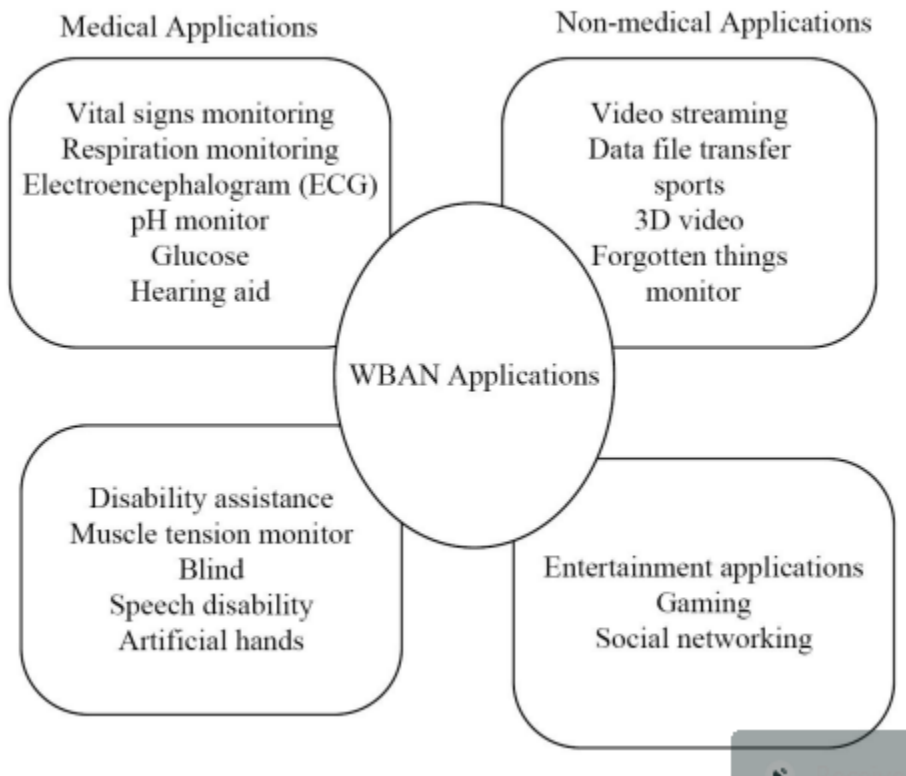 Medical Applications
Vital signs monitoring
Respiration monitoring
Electroencephalogram (ECG)
pH monitor
Glucose
Hearing aid
Non-medical Applications
Video streaming
Data file transfer
sports
3D video
Forgotten things
monitor
WBAN Applications
Disability assistance
Muscle tension monitor
Blind
Speech disability
Artificial hands
Entertainment applications
Gaming
Social networking